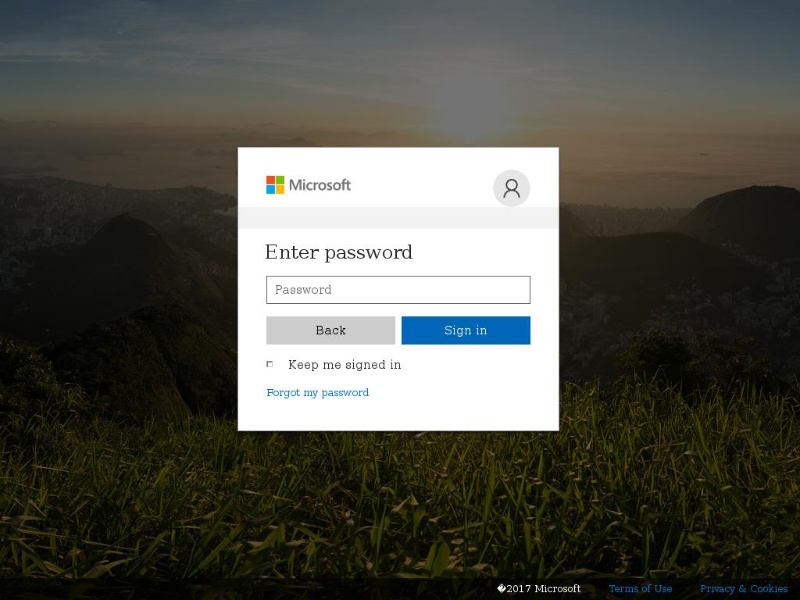 Microsoft
Enter password
Password
Back
Sign in
Keep me signed in
Forgot my password
�2017 Microsoft
Terms of Use
Privacy & Cookies